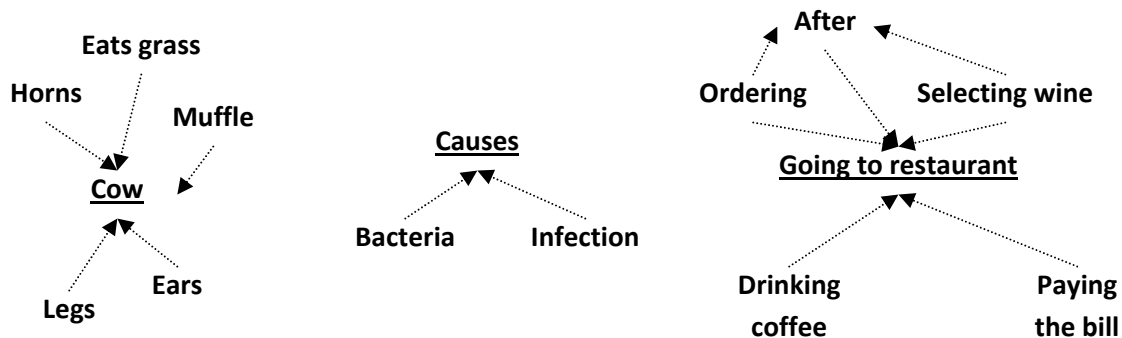 Eats grass
Horns
Muffle
Cow
Legs
Ears
Causes
Bacteria
Infection
After
Ordering
Selecting wine
Going to restaurant
Drinking
coffee
Paying
the bill